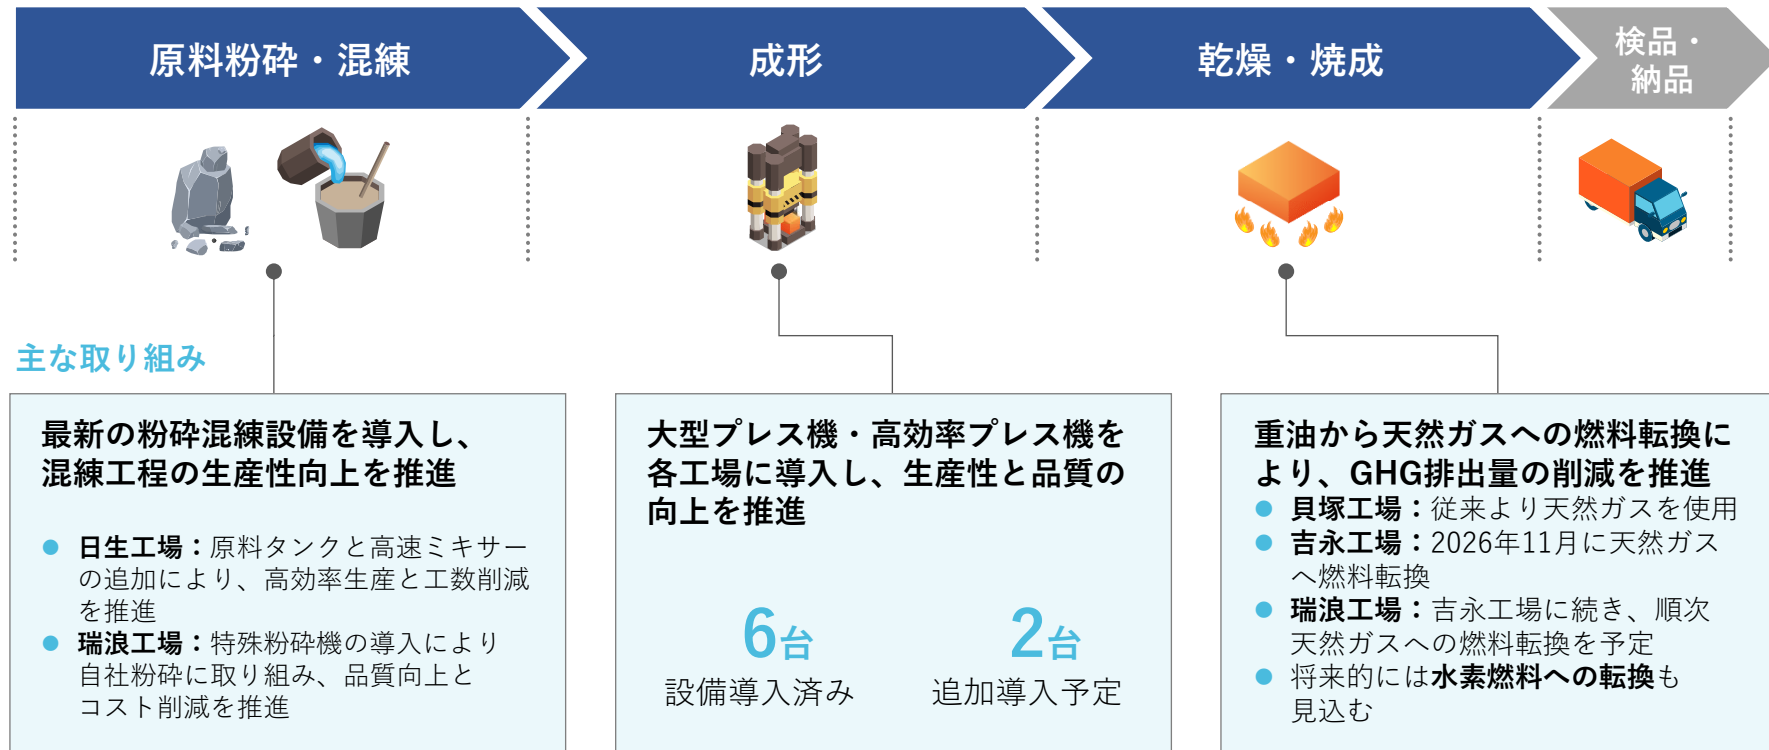 原料粉砕・混練
成形
乾燥・焼成
検品・
納品
主な取り組み
最新の粉砕混練設備を導入し、
混練工程の生産性向上を推進
● 日生工場：原料タンクと高速ミキサー
の追加により、高効率生産と工数削減
を推進
● 瑞浪工場：特殊粉砕機の導入により
自社粉砕に取り組み、品質向上と
コスト削減を推進
大型プレス機・高効率プレス機を
各工場に導入し、生産性と品質の
向上を推進
6台
設備導入済み
2台
追加導入予定
重油から天然ガスへの燃料転換に
より、GHG排出量の削減を推進
● 貝塚工場：従来より天然ガスを使用
● 吉永工場：2026年11月に天然ガス
へ燃料転換
● 瑞浪工場：吉永工場に続き、順次
天然ガスへの燃料転換を予定
● 将来的には水素燃料への転換も
見込む